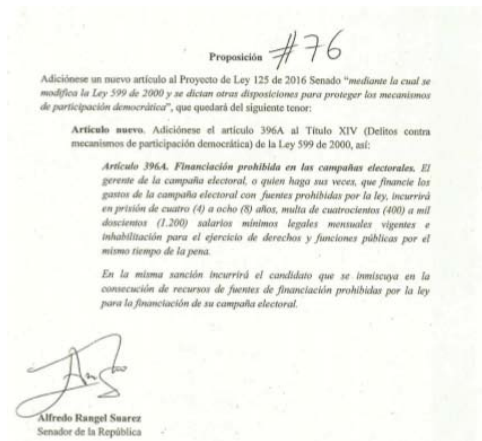 Proposición #76
Adiciónese un nuevo artículo al Proyecto de Ley 125 de 2016 Senado "mediante la cual se
modifica la Ley 599 de 2000 y se dictan otras disposiciones para proteger los mecanismos
de participación democrática", que quedará del siguiente tenor:
Artículo nuevo. Adiciónese el artículo 396A al Título XIV (Delitos contra
mecanismos de participación democrática) de la Ley 599 de 2000, así:
Artículo 396A. Financiación prohibida en las campañas electorales. El
gerente de la campaña electoral, o quien haga sus veces, que financie los
gastos de la campaña electoral con fuentes prohibidas por la ley, incurrirá
en prisión de cuatro (4) a ocho (8) años, multa de cuatrocientos (400) a mil
doscientos (1.200) salarios mínimos legales mensuales vigentes e
inhabilitación para el ejercicio de derechos y funciones públicas por el
mismo tiempo de la pena.
En la misma sanción incurrirá el candidato que se inmiscuya en la
consecución de recursos de fuentes de financiación prohibidas por la ley
para la financiación de su campaña electoral.
Alfredo Rangel Suarez
Senador de la República